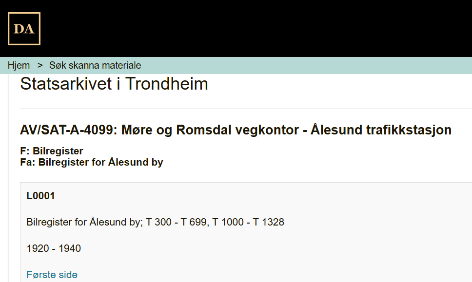 DA
Hjem > Søk skanna materiale
Statsarkivet i Trondheim
AV/SAT-A-4099: Møre og Romsdal vegkontor - Ålesund trafikkstasjon
F: Bilregister
Fa: Bilregister for Ålesund by
L0001
Bilregister for Ålesund by; T 300 - T 699, T 1000 - T 1328
1920 - 1940
Første side